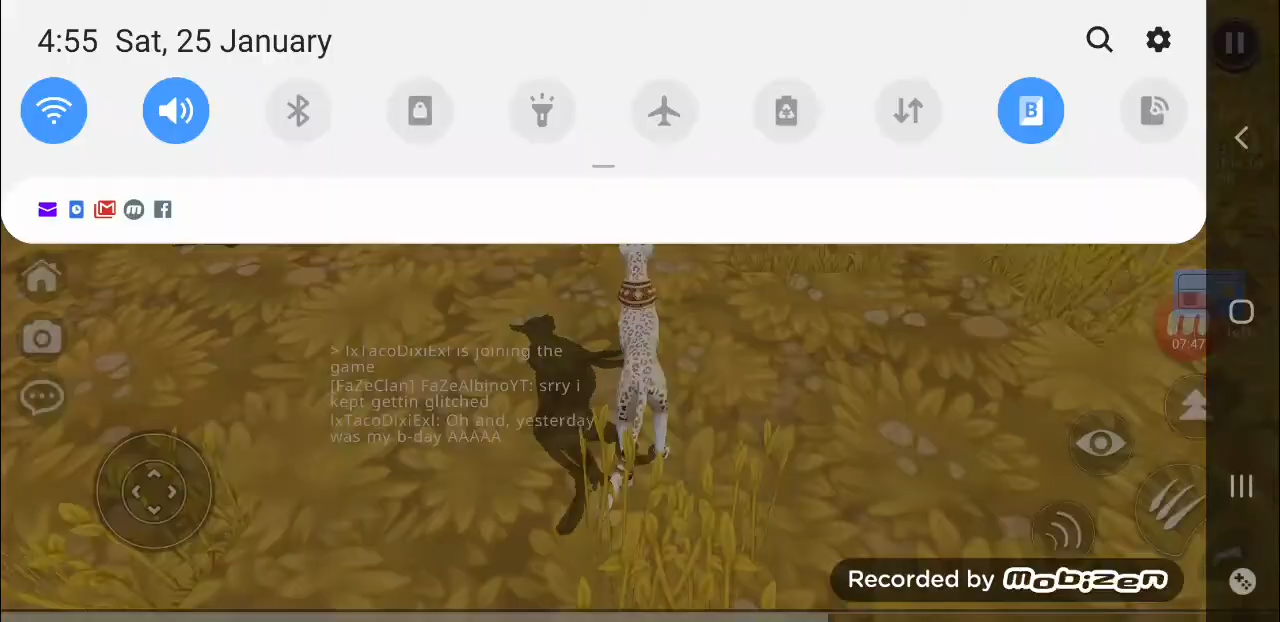 4:55 Sat, 25 January
B
> IxTacoDixiExI is joining the
game
[FaZeClan] FaZeAlbinoYT: srry i
kept gettin glitched
IxTacoDixiExI: Oh and, yesterday
was my b-day AAAAA
07:47
Recorded by mobizen